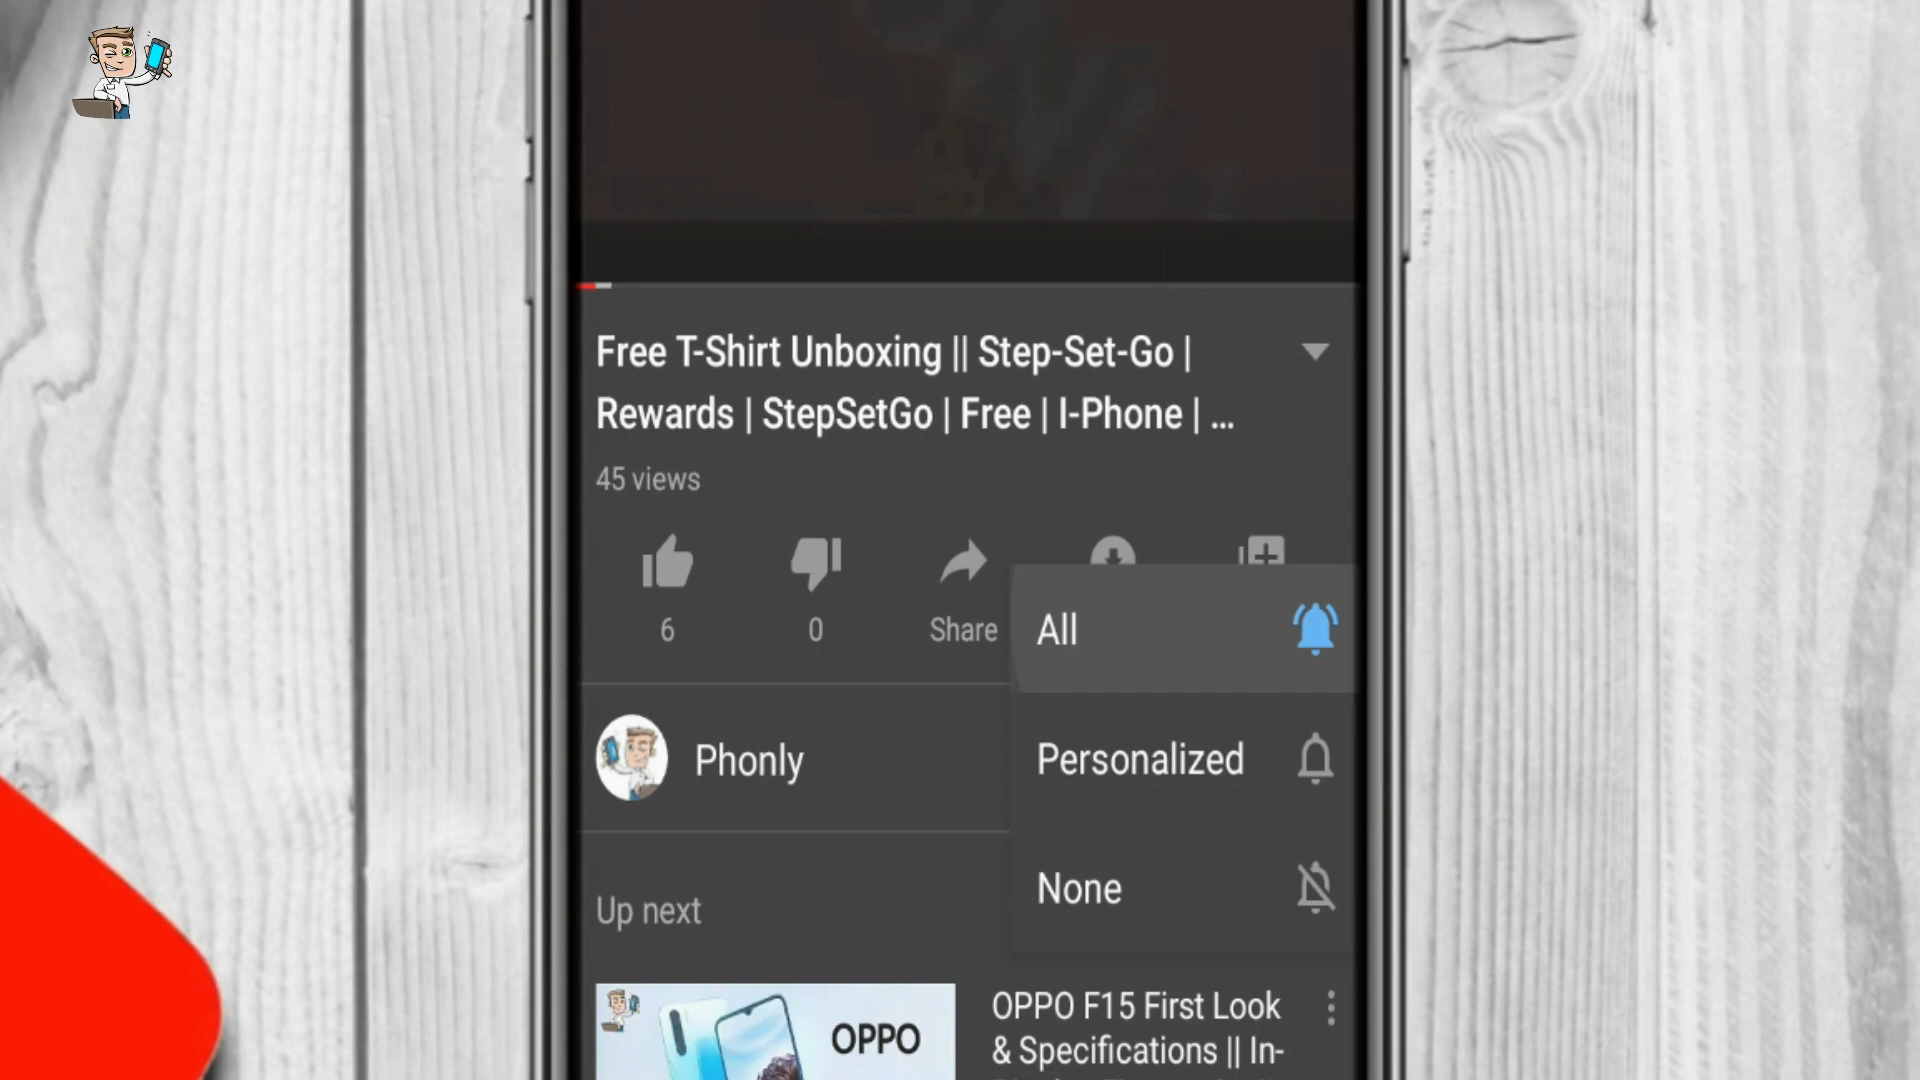 Free T-Shirt Unboxing || Step-Set-Go |
Rewards | StepSetGo | Free | I-Phone | ...
45 views
6
0
Share
All
Phonly
Personalized
None
Up next
OPPO
OPPO F15 First Look
& Specifications || In-